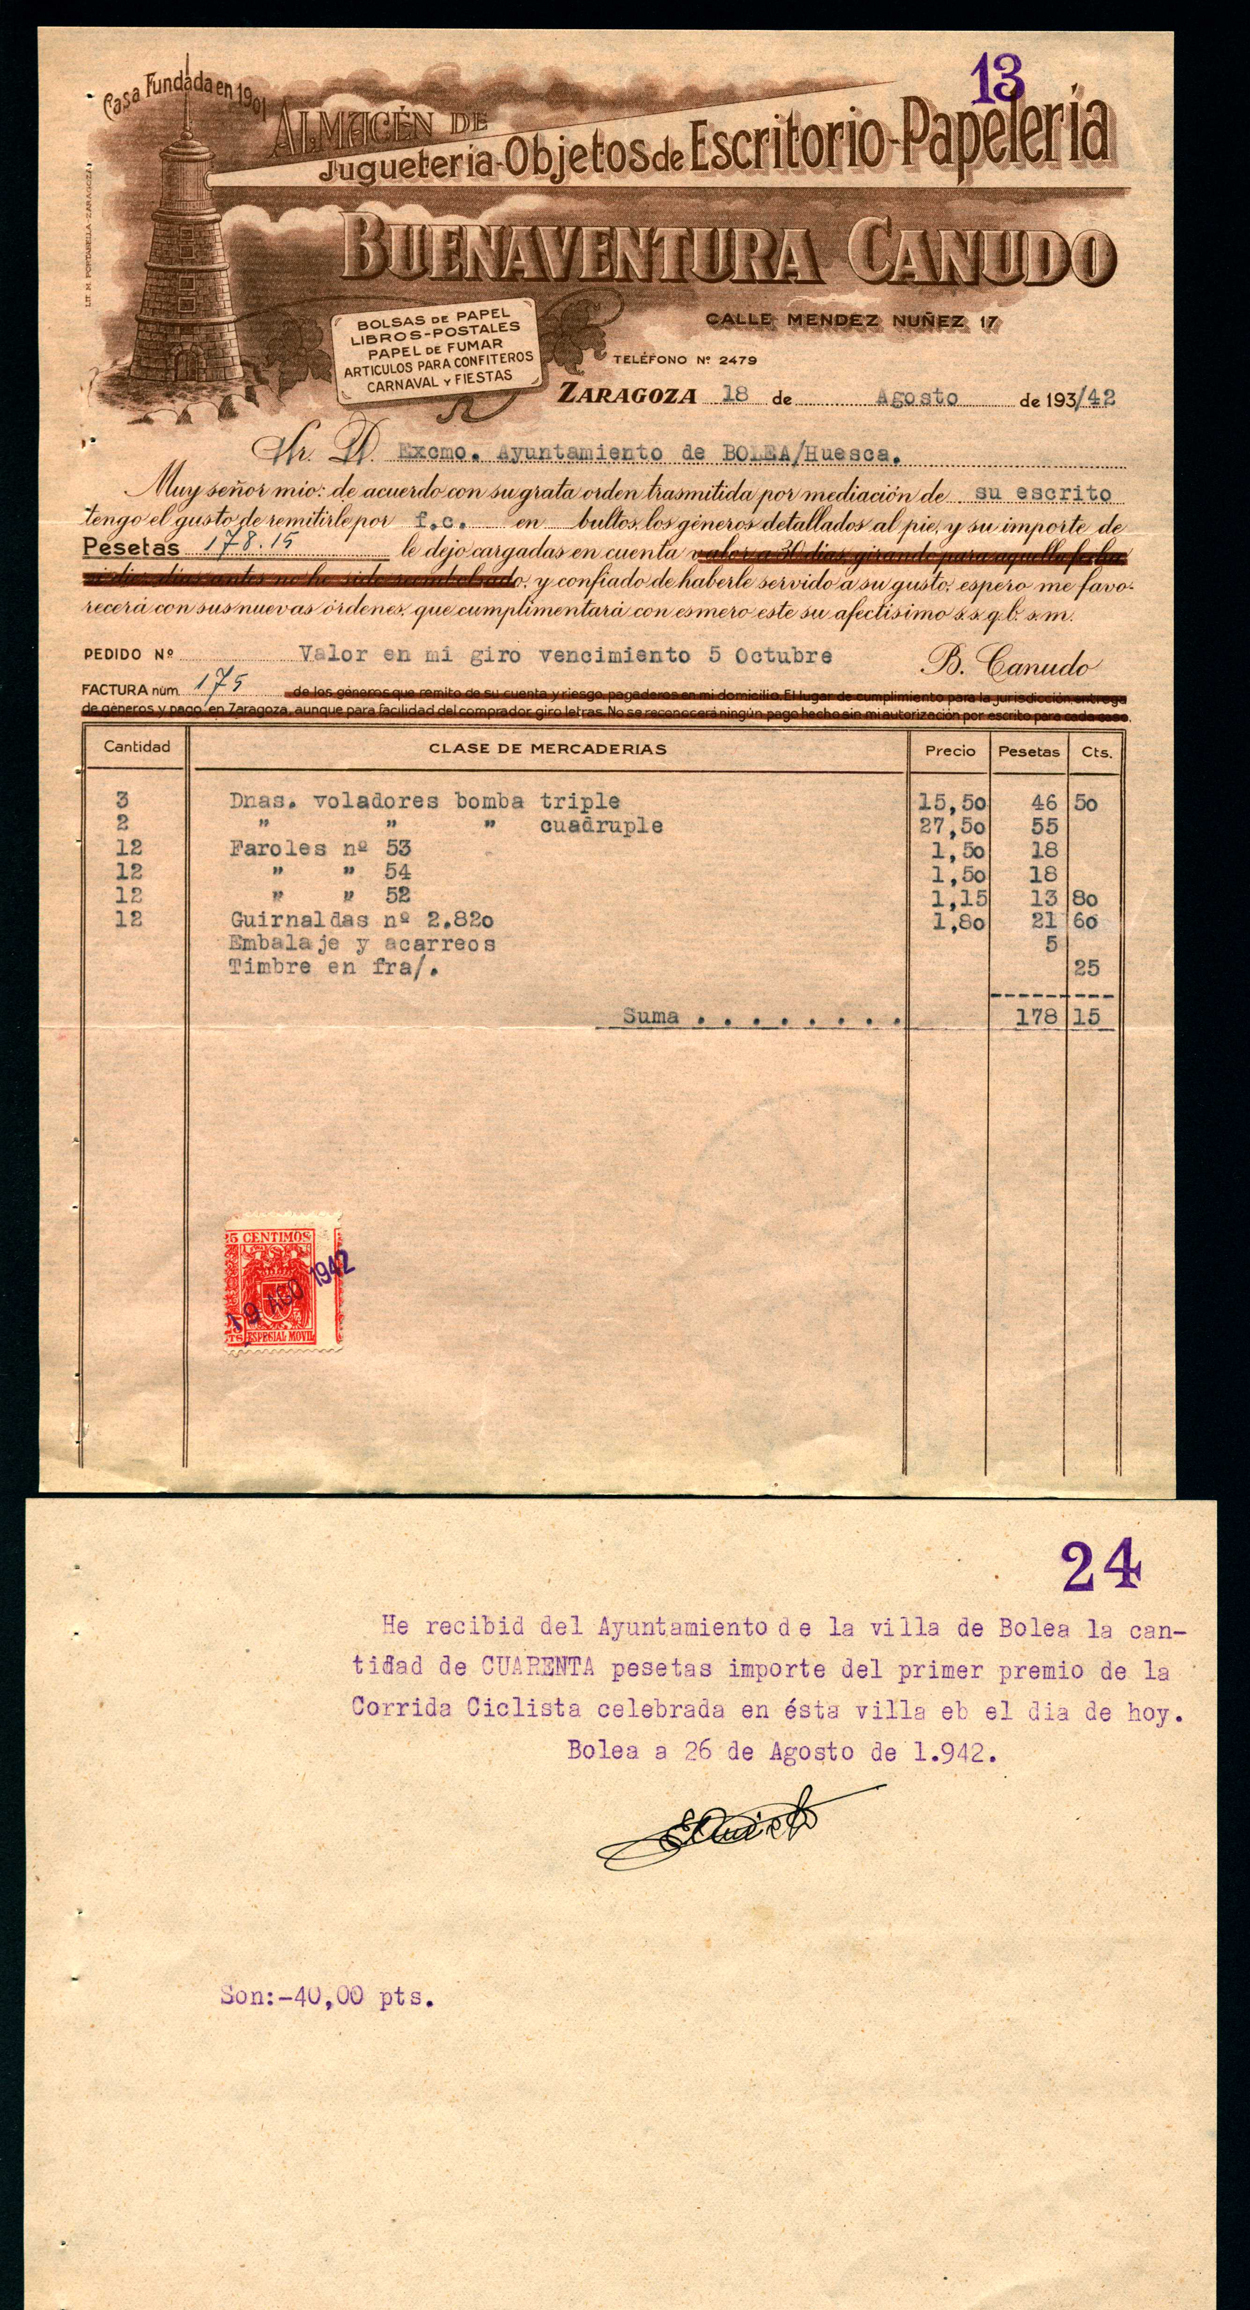 13
Casa Fundada en 1901
ALMACÉN DE
Juguetería-Objetos de Escritorio-Papelería
BUENAVENTURA CANUDO
LIT. M. PORTABELLA-ZARAGOZA
BOLSAS DE PAPEL
LIBROS-POSTALES
PAPEL DE FUMAR
ARTICULOS PARA CONFITEROS
CARNAVAL Y FIESTAS
CALLE MENDEZ NUÑEZ 17
TELÉFONO Nº 2479
ZARAGOZA 18 de Agosto de 193/42
Sr. D. Excmo. Ayuntamiento de BOLEA/Huesca.
Muy señor mio: de acuerdo con su grata orden trasmitida por mediación de su escrito
tengo el gusto de remitirle por f.c. en bultos, los géneros detallados al pie, y su importe de
Pesetas 178.15 le dejo cargadas en cuenta valor a 30 dias, girando para aquella fecha
si diez dias antes no he sido reembolsado, y confiado de haberle servido a su gusto, espero me favo-
recerá con sus nuevas órdenes, que cumplimentará con esmero este su afectísimo s.s.q.b.s.m.
PEDIDO Nº Valor en mi giro vencimiento 5 Octubre B. Canudo
FACTURA núm. 175 de los géneros que remito de su cuenta y riesgo, pagaderos en mi domicilio. El lugar de cumplimiento para la jurisdicción, entrega
de géneros y pago, en Zaragoza, aunque para facilidad del comprador giro letras. No se reconocerá ningún pago hecho sin mi autorización por escrito para cada caso.
Cantidad CLASE DE MERCADERIAS Precio Pesetas Cts.
3 Dnas. voladores bomba triple 15,50 46 50
2 " " " cuadruple 27,50 55
12 Faroles nº 53 1,50 18
12 " " 54 1,50 18
12 " " 52 1,15 13 80
12 Guirnaldas nº 2.820 1,80 21 60
Embalaje y acarreos 5
Timbre en fra/. 25
Suma . . . . . . . . . 178 15
25 CENTIMOS
19 AGO 1942
ESPECIAL MOVIL
24
He recibid del Ayuntamiento de la villa de Bolea la can-
tidad de CUARENTA pesetas importe del primer premio de la
Corrida Ciclista celebrada en ésta villa eb el dia de hoy.
Bolea a 26 de Agosto de 1.942.
Son:-40,00 pts.